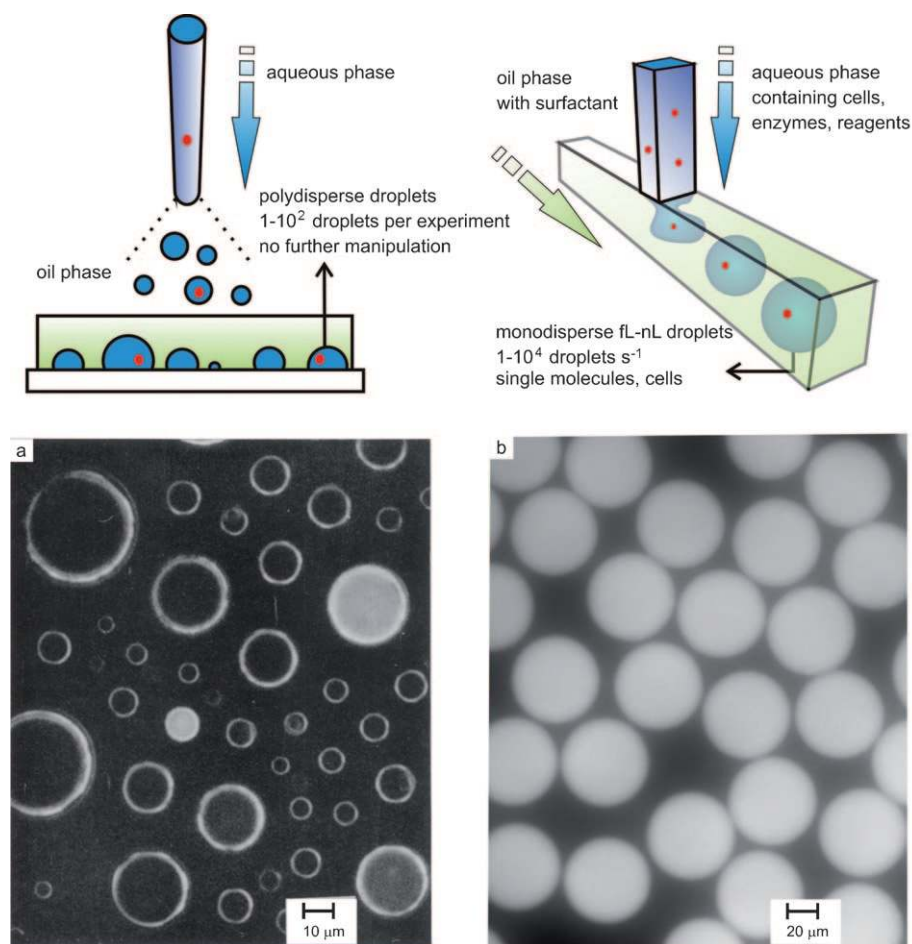 aqueous phase
polydisperse droplets
1-10² droplets per experiment
no further manipulation
oil phase
oil phase
with surfactant
aqueous phase
containing cells,
enzymes, reagents
monodisperse fL-nL droplets
1-10⁴ droplets s⁻¹
single molecules, cells
a
10 μm
b
20 μm